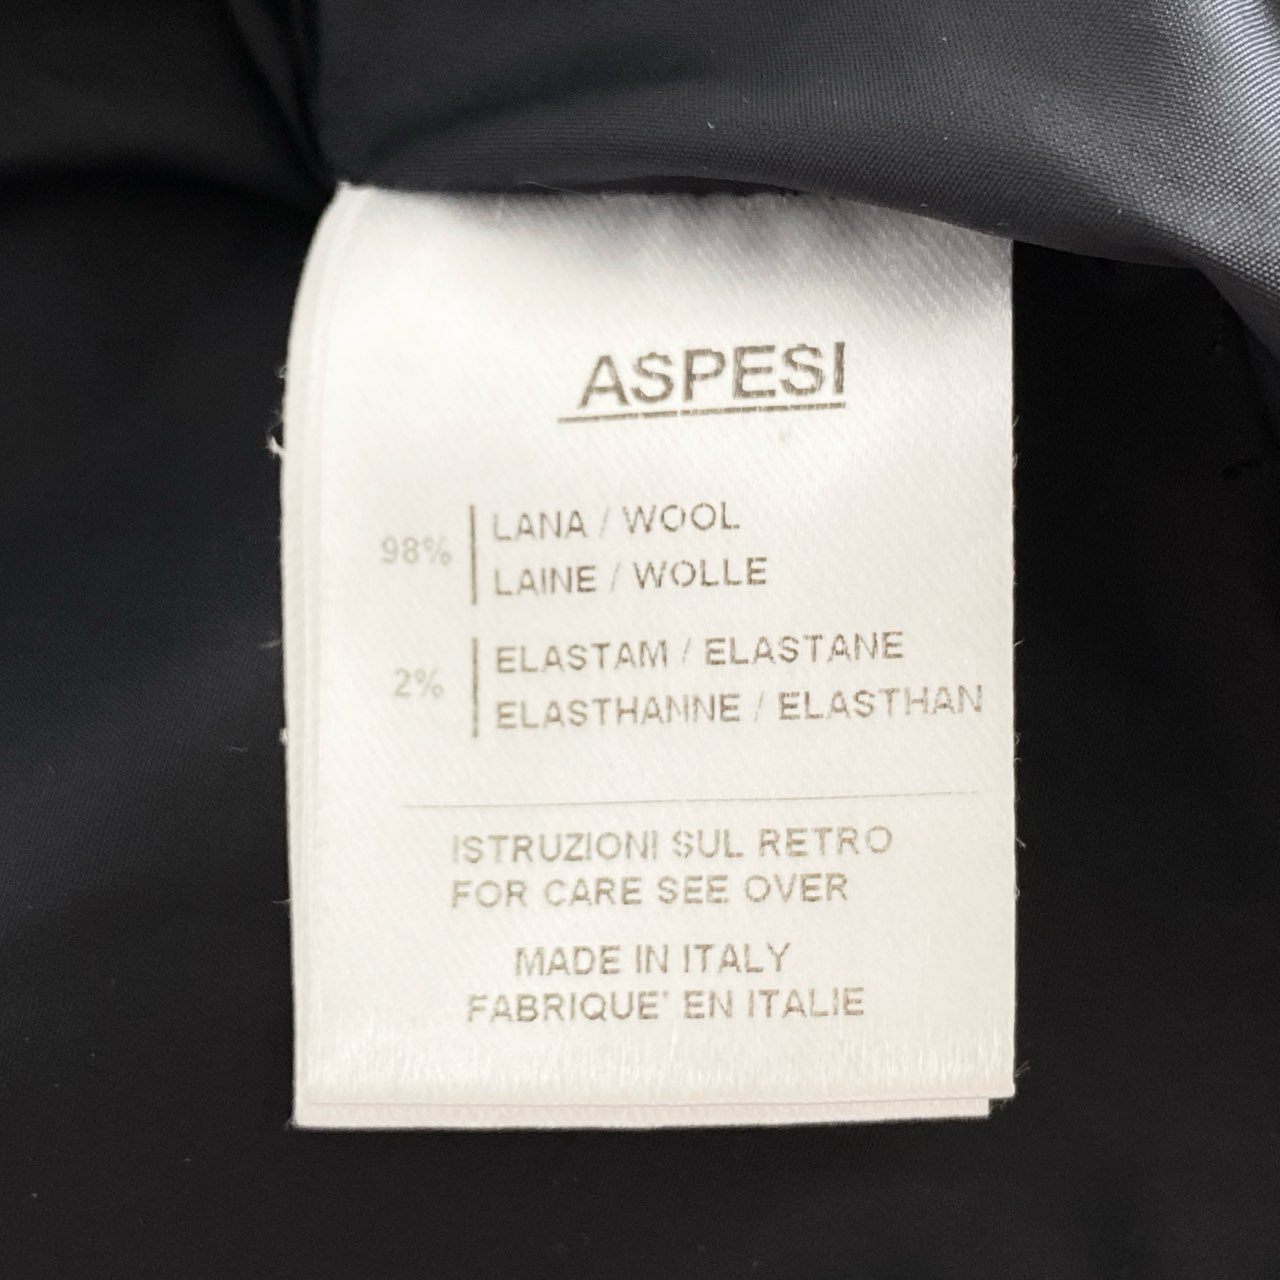 ASPESI
98% LANA / WOOL
LAINE / WOLLE
2% ELASTAM / ELASTANE
ELASTHANNE / ELASTHAN
ISTRUZIONI SUL RETRO
FOR CARE SEE OVER
MADE IN ITALY
FABRIQUE' EN ITALIE